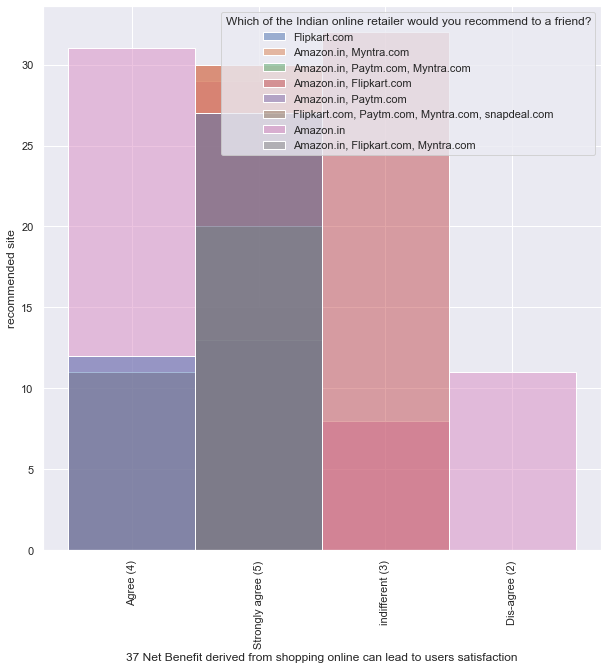 Which of the Indian online retailer would you recommend to a friend?
Flipkart.com
Amazon.in, Myntra.com
Amazon.in, Paytm.com, Myntra.com
Amazon.in, Flipkart.com
Amazon.in, Paytm.com
Flipkart.com, Paytm.com, Myntra.com, snapdeal.com
Amazon.in
Amazon.in, Flipkart.com, Myntra.com
recommended site
30
25
20
15
10
5
0
Agree (4)
Strongly agree (5)
indifferent (3)
Dis-agree (2)
37 Net Benefit derived from shopping online can lead to users satisfaction